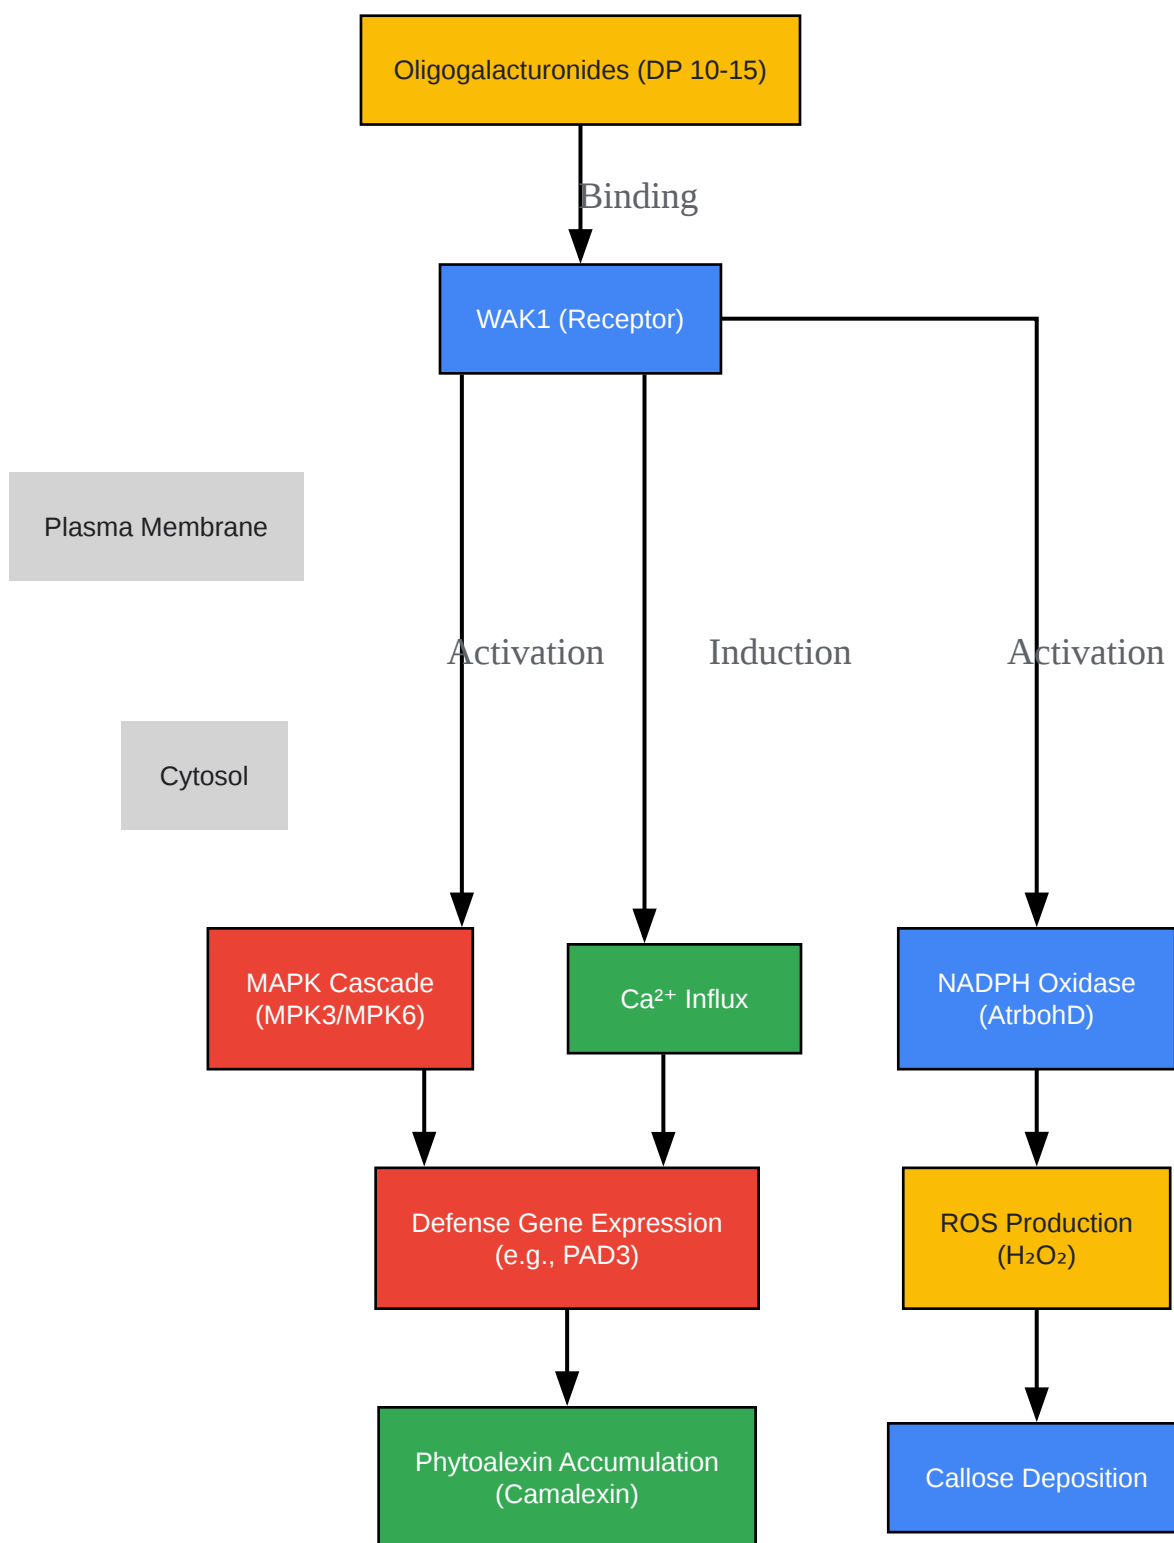 Oligogalacturonides (DP 10-15)
Binding
WAK1 (Receptor)
Plasma Membrane
Activation
Induction
Activation
Cytosol
MAPK Cascade
(MPK3/MPK6)
Ca²⁺ Influx
NADPH Oxidase
(AtrbohD)
Defense Gene Expression
(e.g., PAD3)
ROS Production
(H₂O₂)
Phytoalexin Accumulation
(Camalexin)
Callose Deposition